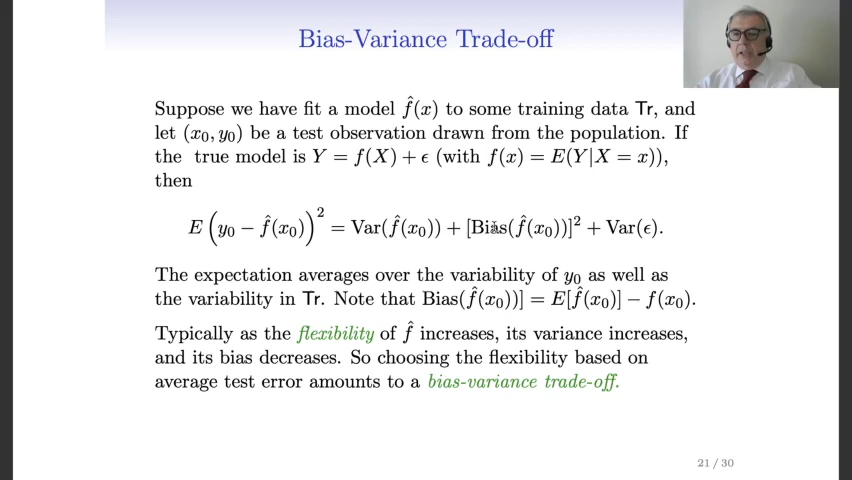 Bias-Variance Trade-off
Suppose we have fit a model f̂(x) to some training data Tr, and
let (x₀, y₀) be a test observation drawn from the population. If
the true model is Y = f(X) + ϵ (with f(x) = E(Y|X = x)),
then
E(y₀ − f̂(x₀))² = Var(f̂(x₀)) + [Bias(f̂(x₀))]² + Var(ϵ).
The expectation averages over the variability of y₀ as well as
the variability in Tr. Note that Bias(f̂(x₀))] = E[f̂(x₀)] − f(x₀).
Typically as the flexibility of f̂ increases, its variance increases,
and its bias decreases. So choosing the flexibility based on
average test error amounts to a bias-variance trade-off.
21 / 30